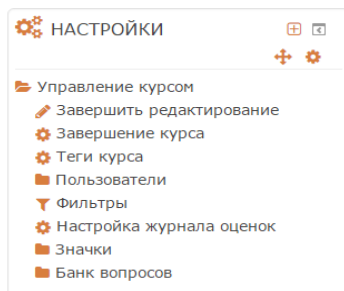 НАСТРОЙКИ
Управление курсом
Завершить редактирование
Завершение курса
Теги курса
Пользователи
Фильтры
Настройка журнала оценок
Значки
Банк вопросов